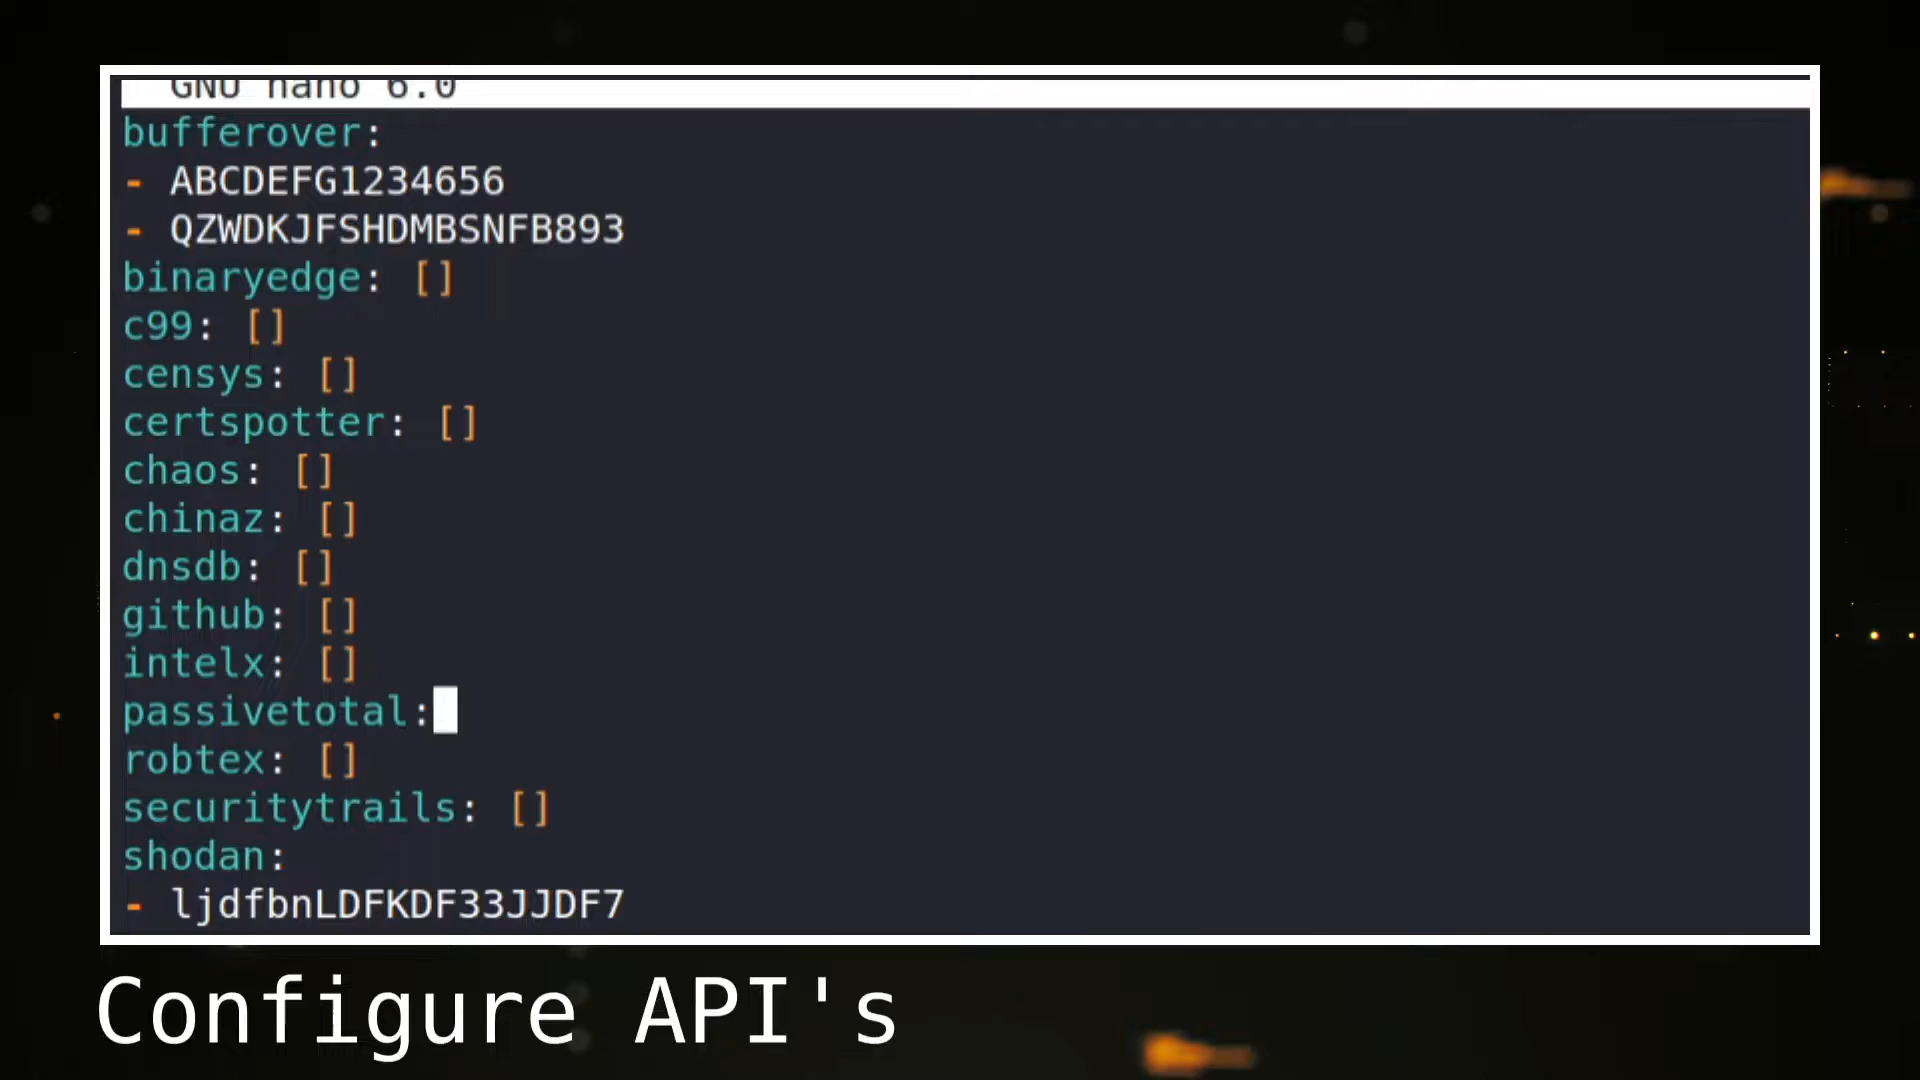 GNU nano 6.0
bufferover:
- ABCDEFG1234656
- QZWDKJFSHDMBSNFB893
binaryedge: []
c99: []
censys: []
certspotter: []
chaos: []
chinaz: []
dnsdb: []
github: []
intelx: []
passivetotal:
robtex: []
securitytrails: []
shodan:
- ljdfbnLDFKDF33JJDF7
Configure API's